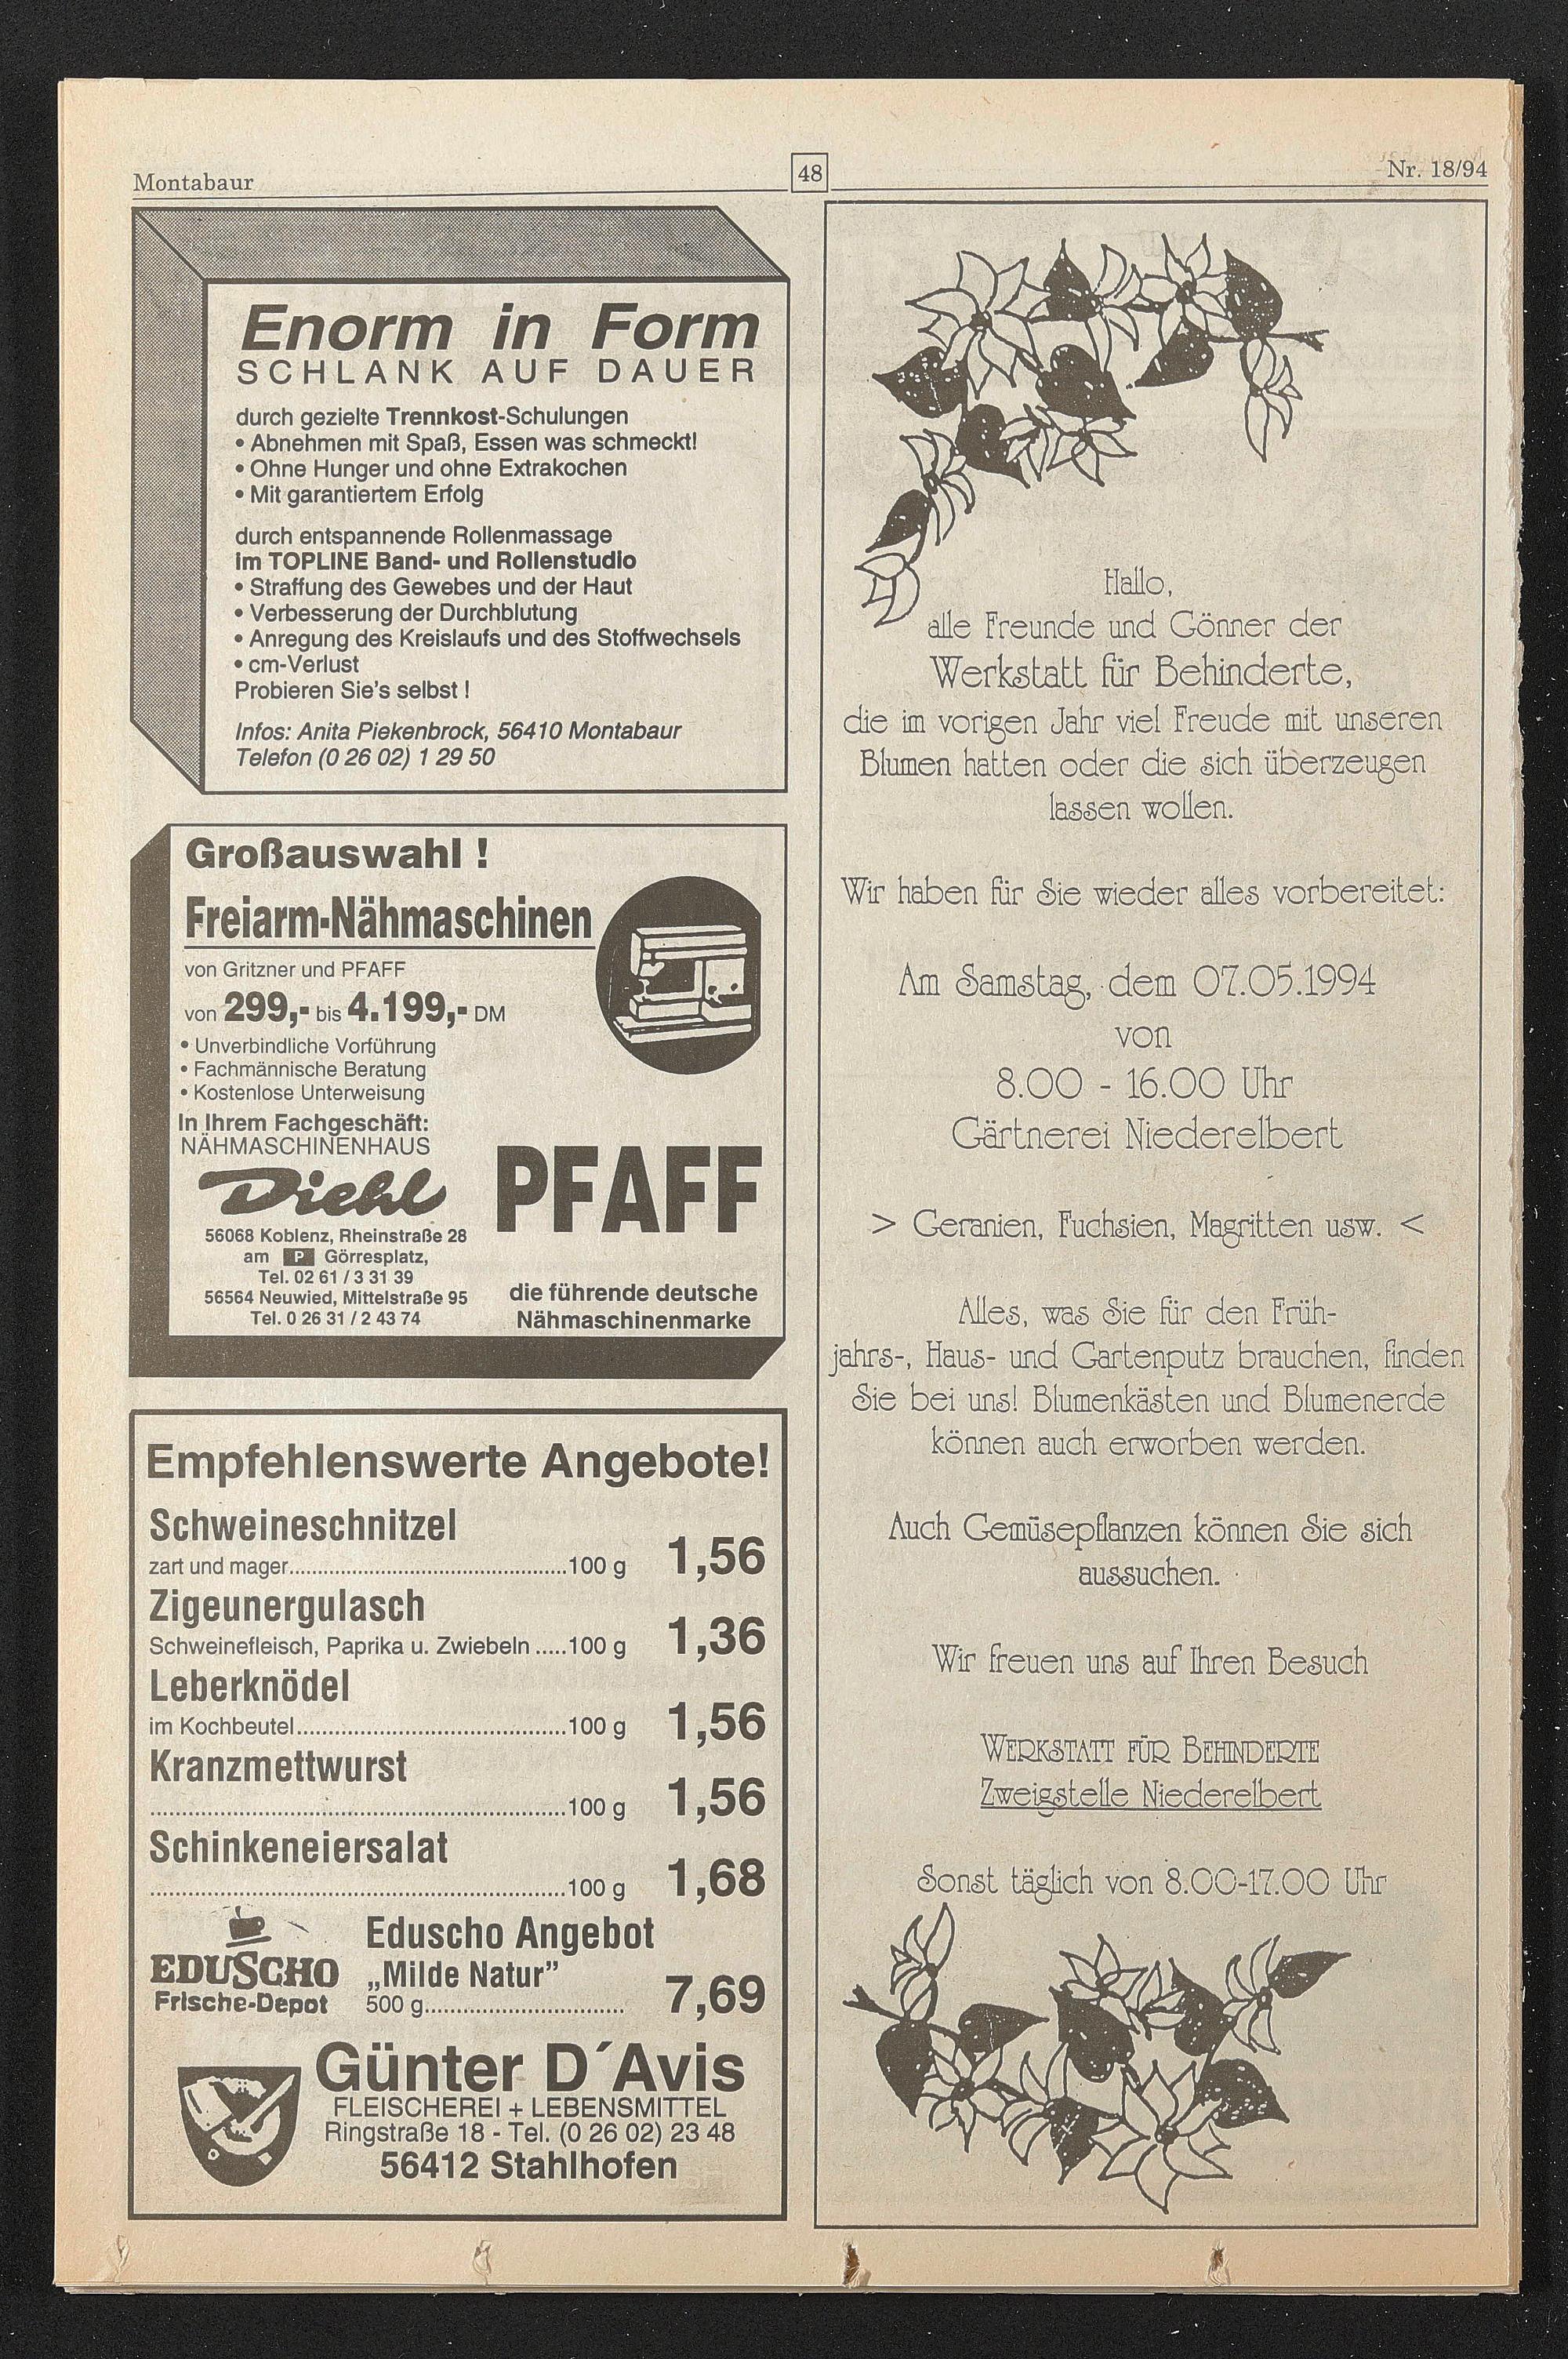 Montabaur
48
Nr. 18/94
Enorm in Form
SCHLANK AUF DAUER
durch gezielte Trennkost-Schulungen
• Abnehmen mit Spaß, Essen was schmeckt!
• Ohne Hunger und ohne Extrakochen
• Mit garantiertem Erfolg
durch entspannende Rollenmassage
im TOPLINE Band- und Rollenstudio
• Straffung des Gewebes und der Haut
• Verbesserung der Durchblutung
• Anregung des Kreislaufs und des Stoffwechsels
• cm-Verlust
Probieren Sie's selbst !
Infos: Anita Piekenbrock, 56410 Montabaur
Telefon (0 26 02) 1 29 50
Großauswahl !
Freiarm-Nähmaschinen
von Gritzner und PFAFF
von 299,- bis 4.199,- DM
• Unverbindliche Vorführung
• Fachmännische Beratung
• Kostenlose Unterweisung
In Ihrem Fachgeschäft:
NÄHMASCHINENHAUS
Diehl
56068 Koblenz, Rheinstraße 28
am P Görresplatz,
Tel. 02 61 / 3 31 39
56564 Neuwied, Mittelstraße 95
Tel. 0 26 31 / 2 43 74
PFAFF
die führende deutsche
Nähmaschinenmarke
Empfehlenswerte Angebote!
Schweineschnitzel
zart und mager..................................................100 g 1,56
Zigeunergulasch
Schweinefleisch, Paprika u. Zwiebeln .....100 g 1,36
Leberknödel
im Kochbeutel................................................100 g 1,56
Kranzmettwurst
..........................................................................100 g 1,56
Schinkeneiersalat
..........................................................................100 g 1,68
EDUSCHO
Frische-Depot
Eduscho Angebot
„Milde Natur”
500 g................................... 7,69
Günter D´Avis
FLEISCHEREI + LEBENSMITTEL
Ringstraße 18 - Tel. (0 26 02) 23 48
56412 Stahlhofen
Hallo,
alle Freunde und Gönner der
Werkstatt für Behinderte,
die im vorigen Jahr viel Freude mit unseren
Blumen hatten oder die sich überzeugen
lassen wollen.
Wir haben für Sie wieder alles vorbereitet:
Am Samstag, dem 07.05.1994
von
8.00 - 16.00 Uhr
Gärtnerei Niederelbert
> Geranien, Fuchsien, Magritten usw. <
Alles, was Sie für den Früh-
jahrs-, Haus- und Gartenputz brauchen, finden
Sie bei uns! Blumenkästen und Blumenerde
können auch erworben werden.
Auch Gemüsepflanzen können Sie sich
aussuchen.
Wir freuen uns auf Ihren Besuch
WERKSTATT FÜR BEHINDERTE
Zweigstelle Niederelbert
Sonst täglich von 8.00-17.00 Uhr